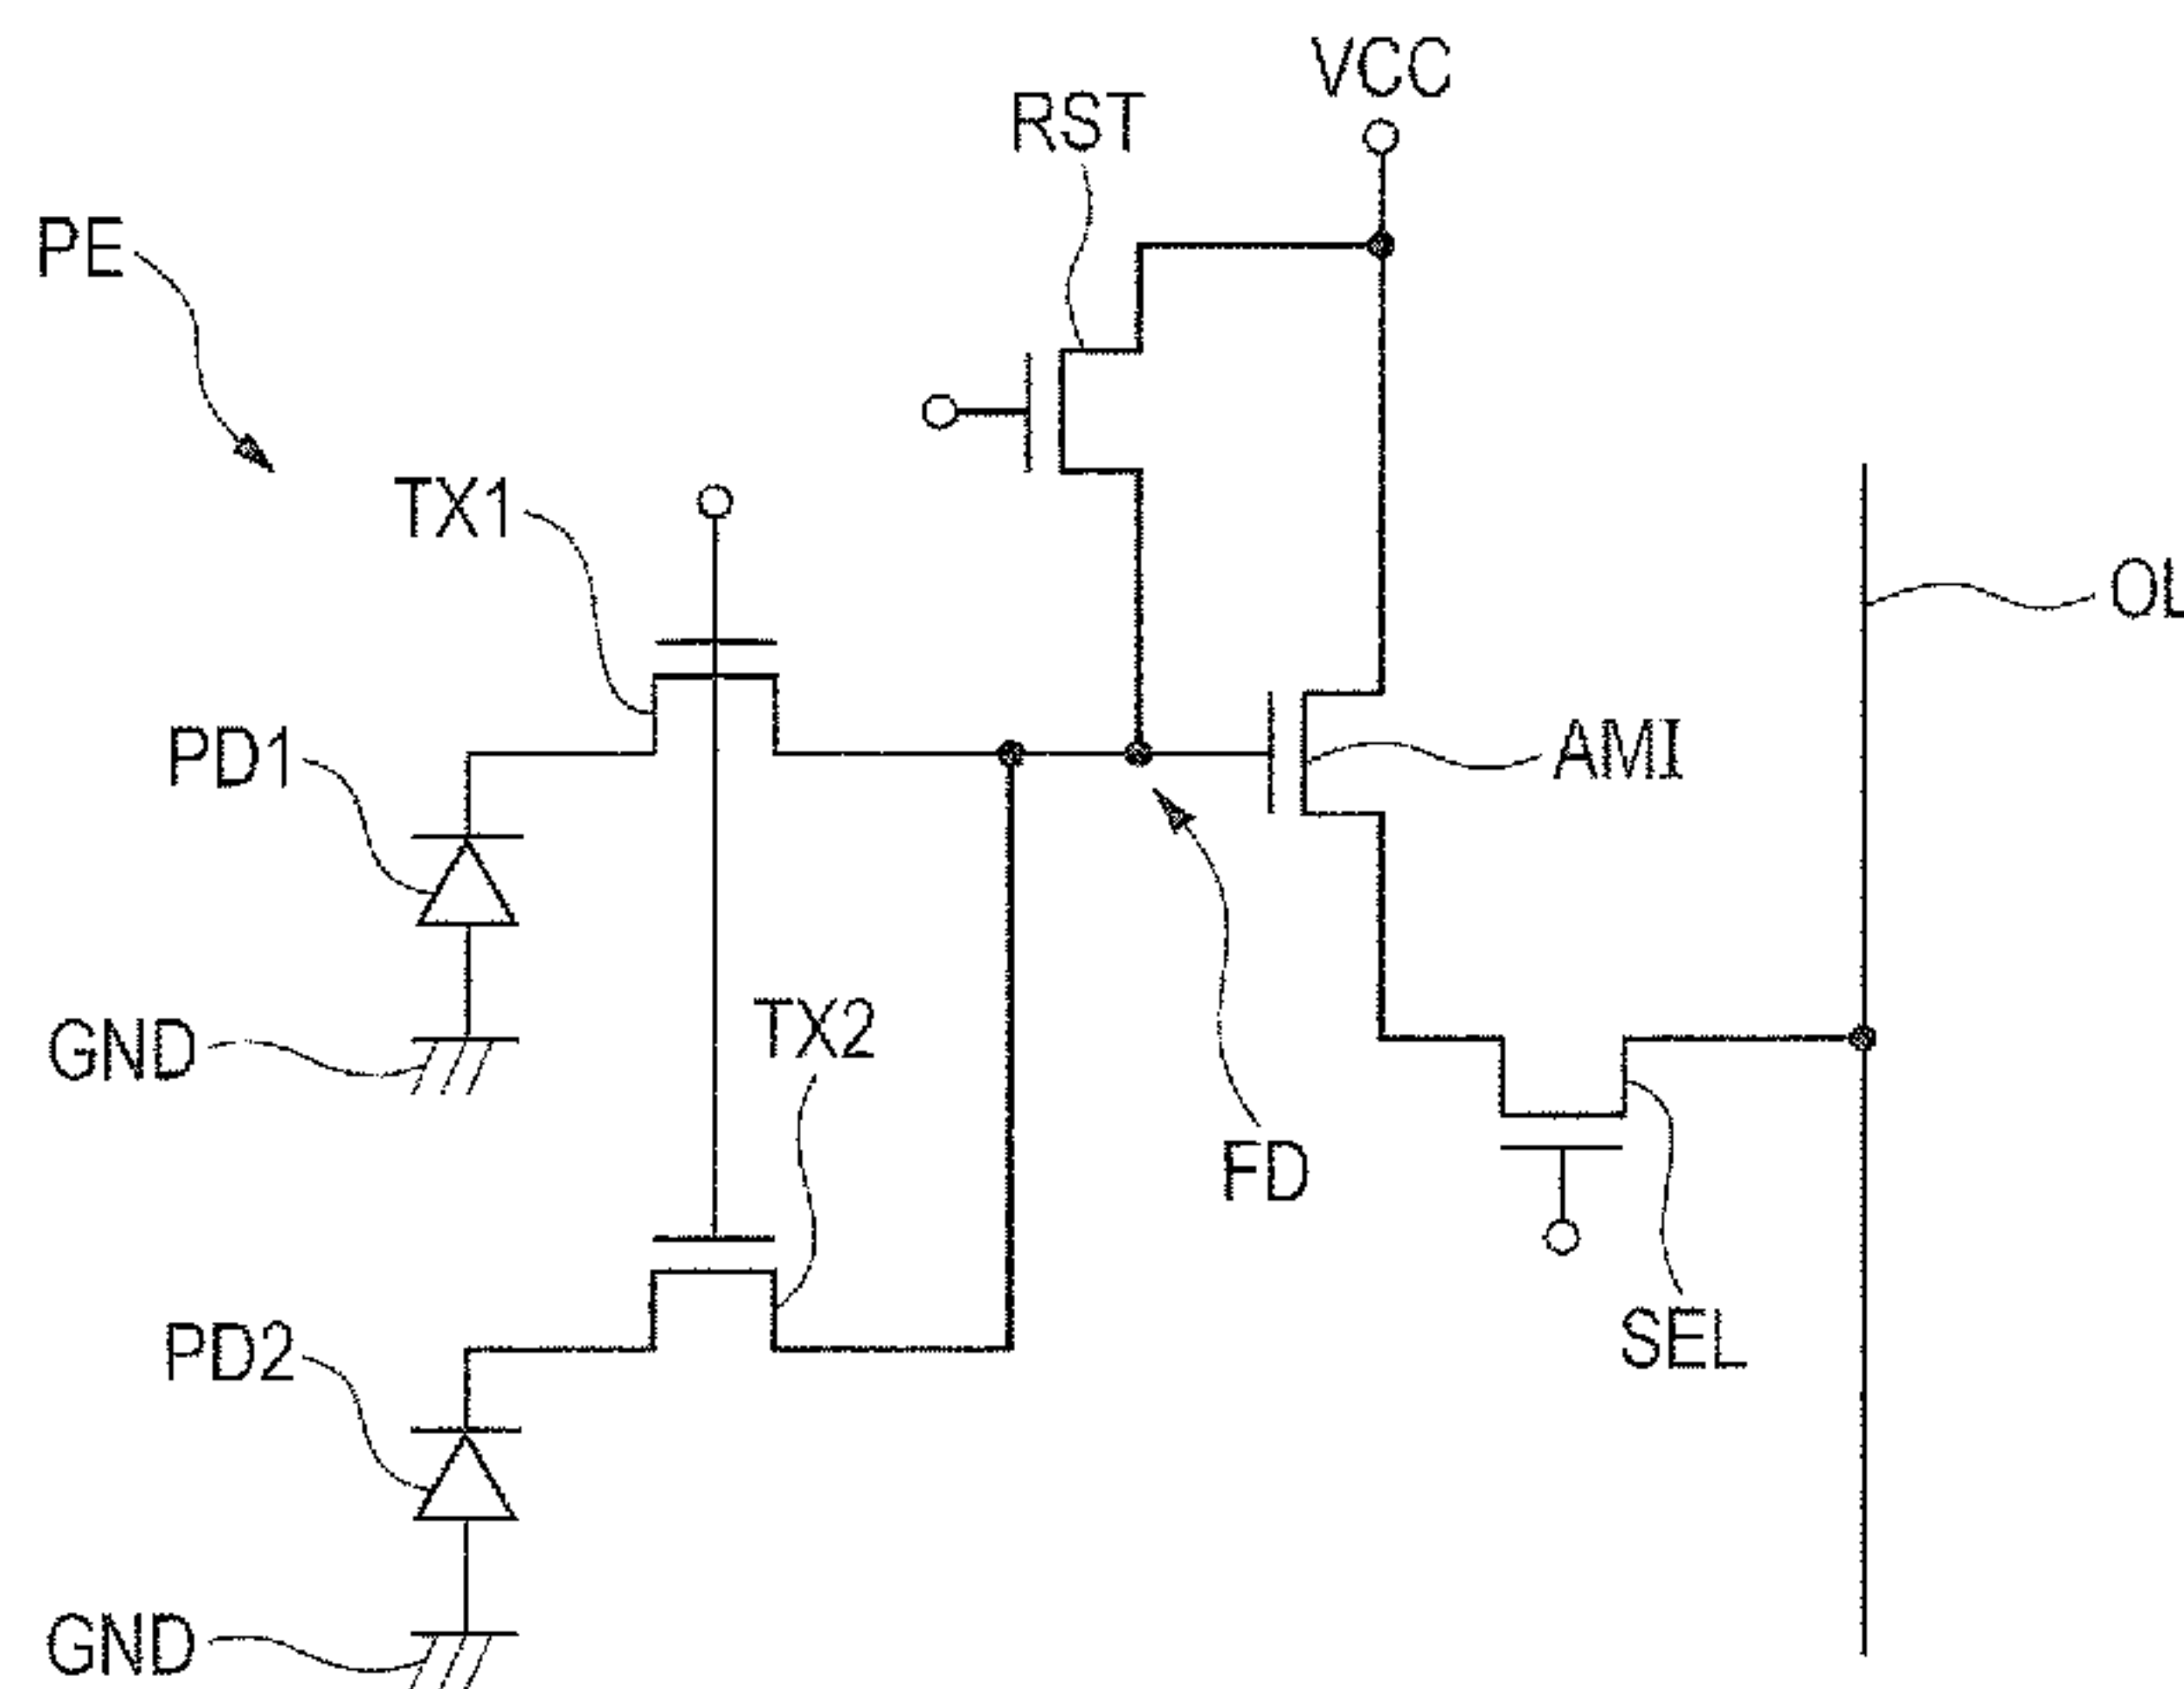 VCC
RST
PE
TX1
OL
PD1
AMI
GND
TX2
FD
PD2
SEL
GND